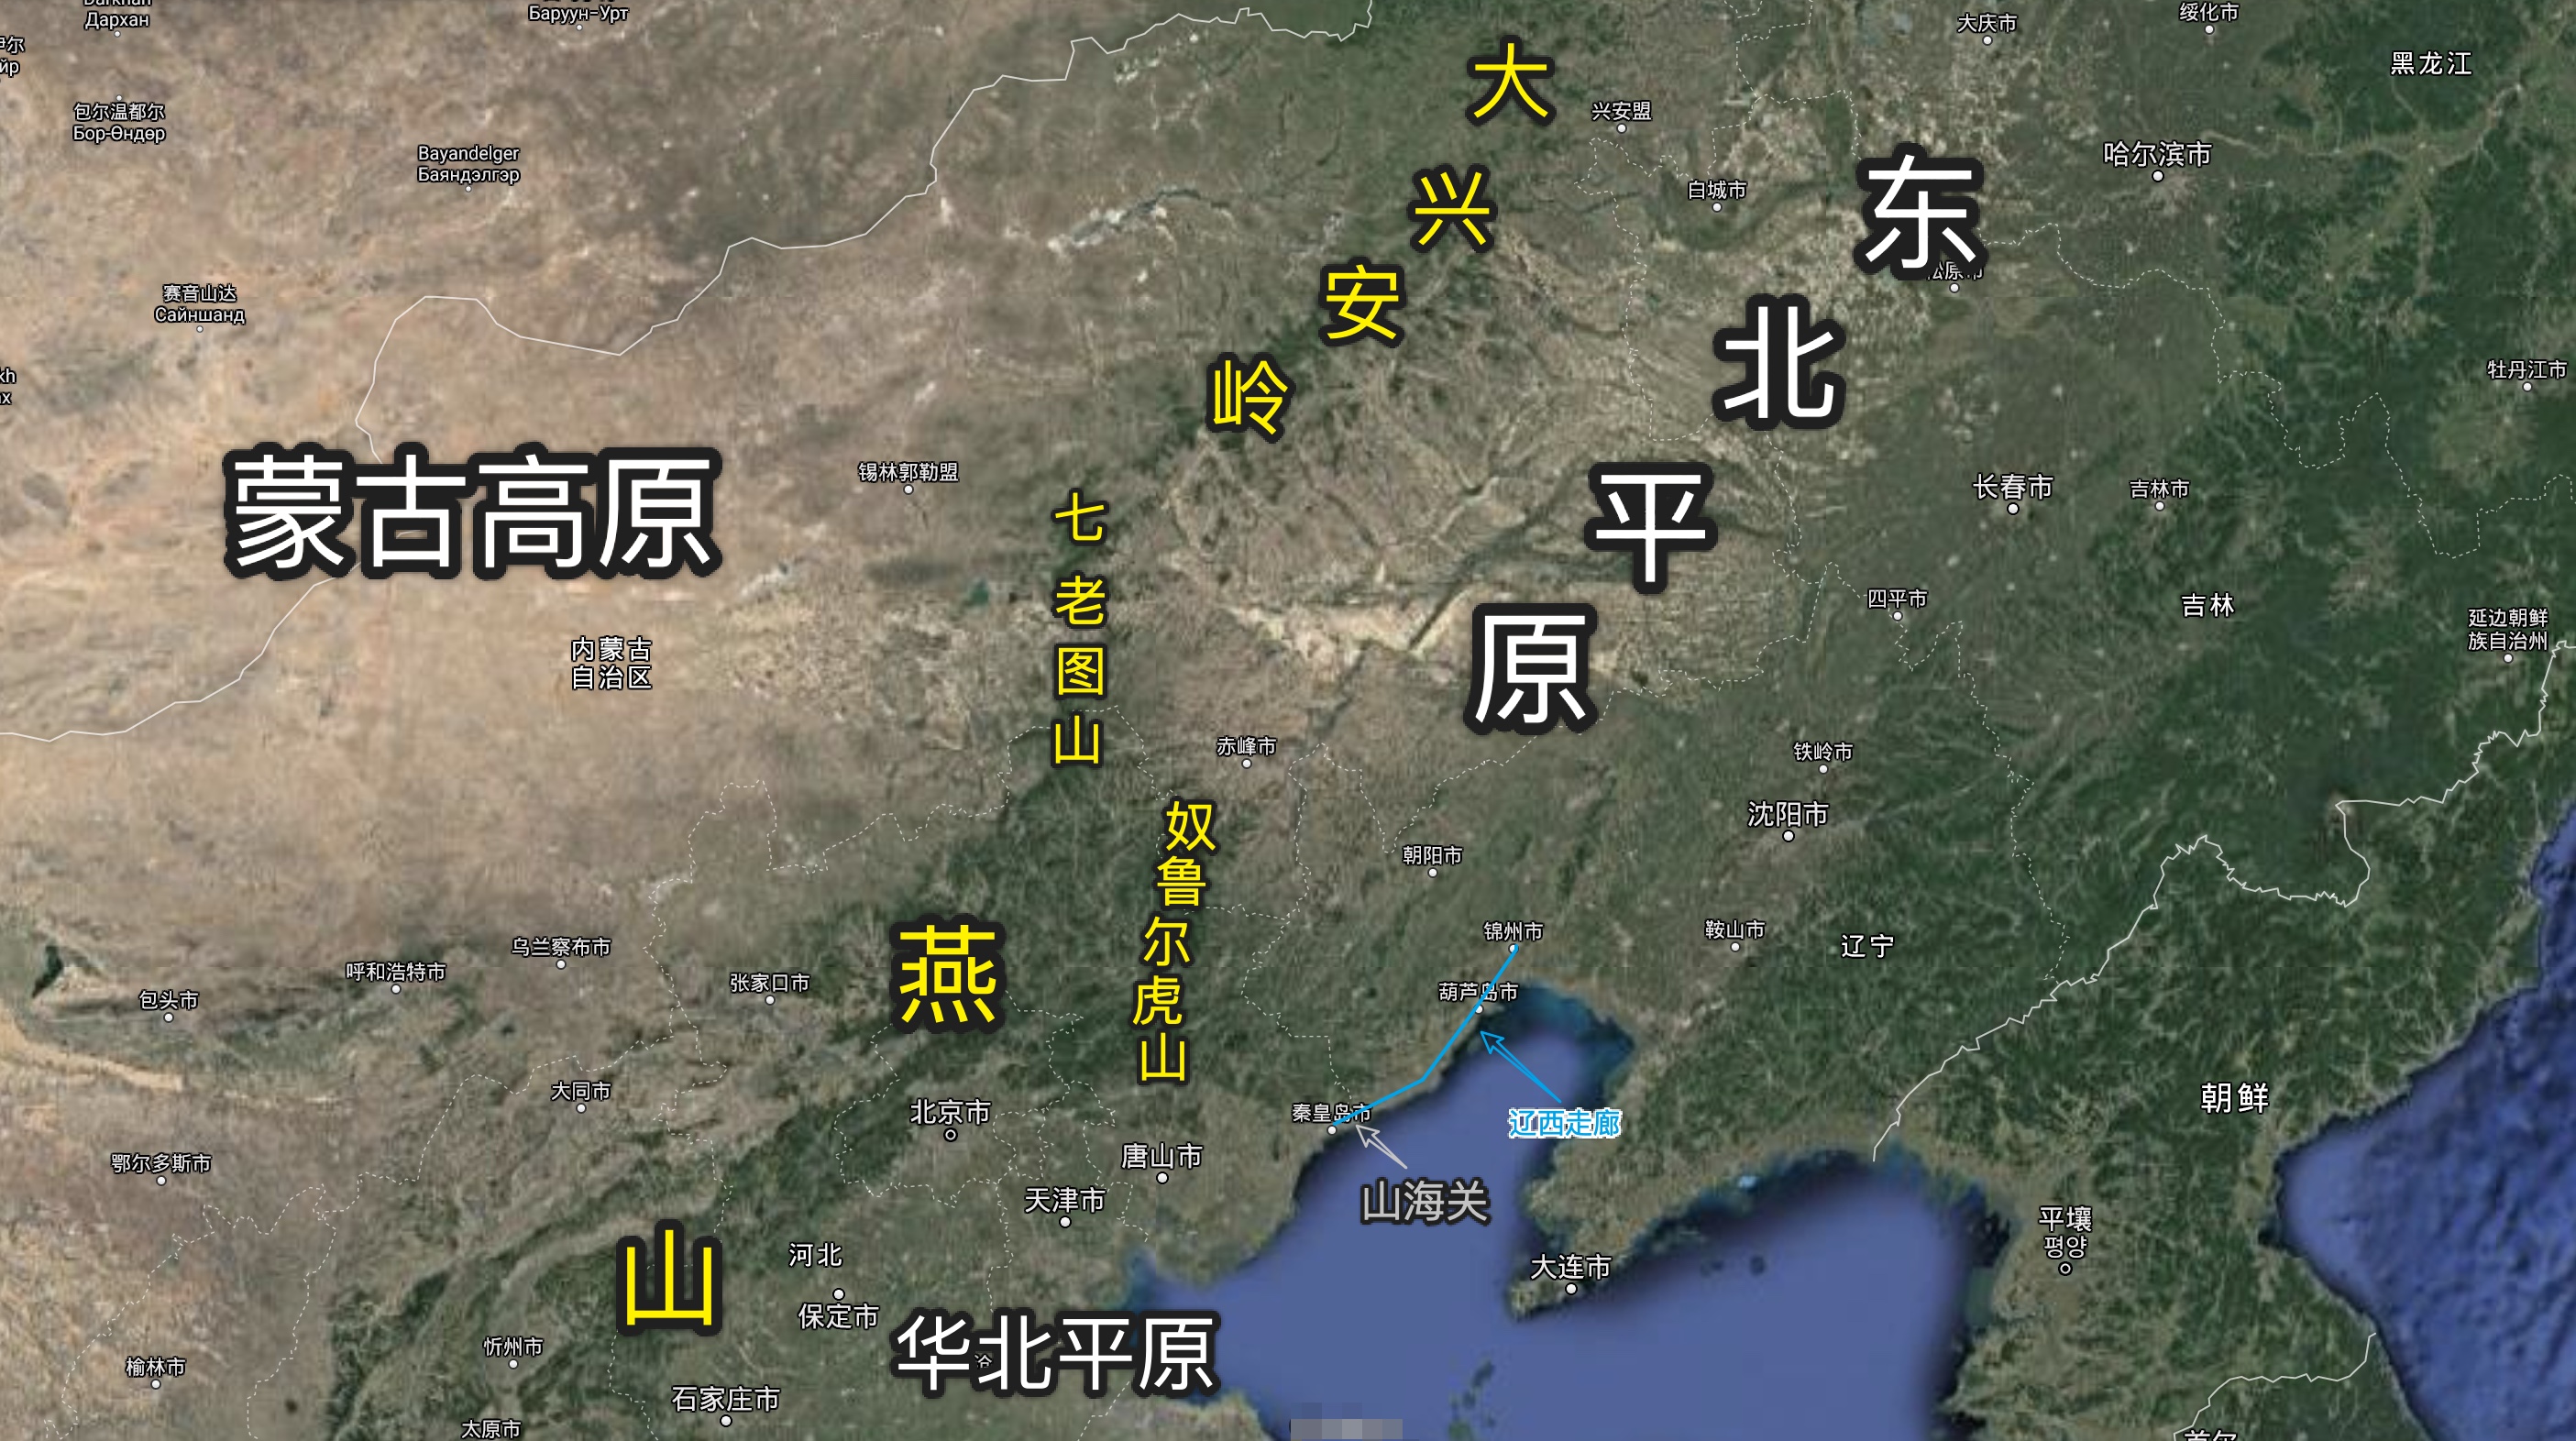 Дархан
Баруун-Урт
大庆市
绥化市
黑龙江
йр
包尔温都尔
Бор-Өндөр
Bayandelger
Баяндэлгэр
兴安盟
哈尔滨市
白城市
赛音山达
Сайншанд
牡丹江市
锡林郭勒盟
长春市
吉林市
四平市
吉林
延边朝鲜
族自治州
内蒙古
自治区
大兴安岭
东北平原
蒙古高原
七老图山
赤峰市
铁岭市
沈阳市
奴鲁尔虎山
朝阳市
锦州市
鞍山市
辽宁
葫芦岛市
乌兰察布市
呼和浩特市
包头市
张家口市
燕山
大同市
北京市
秦皇岛市
辽西走廊
朝鲜
鄂尔多斯市
唐山市
天津市
山海关
平壤
평양
大连市
河北
保定市
华北平原
忻州市
榆林市
石家庄市
太原市